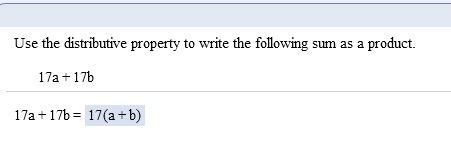 Use the distributive property to write the following sum as a product.
17a + 17b
17a + 17b = 17(a + b)